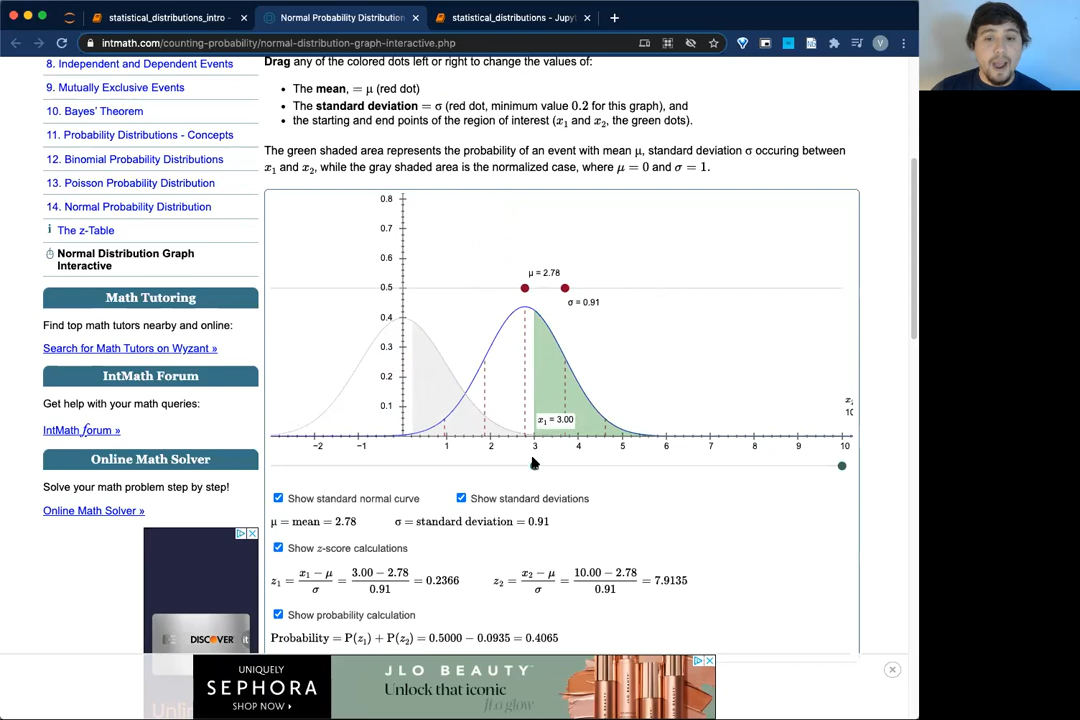 statistical_distributions_intro -
Normal Probability Distribution
statistical_distributions - Jupyt
intmath.com/counting-probability/normal-distribution-graph-interactive.php
V
8. Independent and Dependent Events
9. Mutually Exclusive Events
10. Bayes' Theorem
11. Probability Distributions - Concepts
12. Binomial Probability Distributions
13. Poisson Probability Distribution
14. Normal Probability Distribution
The z-Table
Normal Distribution Graph
Interactive
Math Tutoring
Find top math tutors nearby and online:
Search for Math Tutors on Wyzant »
IntMath Forum
Get help with your math queries:
IntMath forum »
Online Math Solver
Solve your math problem step by step!
Online Math Solver »
DISCOVER
Drag any of the colored dots left or right to change the values of:
• The mean, = μ (red dot)
• The standard deviation = σ (red dot, minimum value 0.2 for this graph), and
• the starting and end points of the region of interest (x₁ and x₂, the green dots).
The green shaded area represents the probability of an event with mean μ, standard deviation σ occuring between
x₁ and x₂, while the gray shaded area is the normalized case, where μ = 0 and σ = 1.
0.8
0.7
0.6
μ = 2.78
0.5
σ = 0.91
0.4
0.3
0.2
0.1
x₁ = 3.00
−2 −1 1 2 3 4 5 6 7 8 9 10
Show standard normal curve Show standard deviations
μ = mean = 2.78 σ = standard deviation = 0.91
Show z-score calculations
z₁ = (x₁ − μ)/σ = (3.00 − 2.78)/0.91 = 0.2366 z₂ = (x₂ − μ)/σ = (10.00 − 2.78)/0.91 = 7.9135
Show probability calculation
Probability = P(z₁) + P(z₂) = 0.5000 − 0.0935 = 0.4065
UNIQUELY
SEPHORA
SHOP NOW
JLO BEAUTY
Unlock that iconic
jlo glow